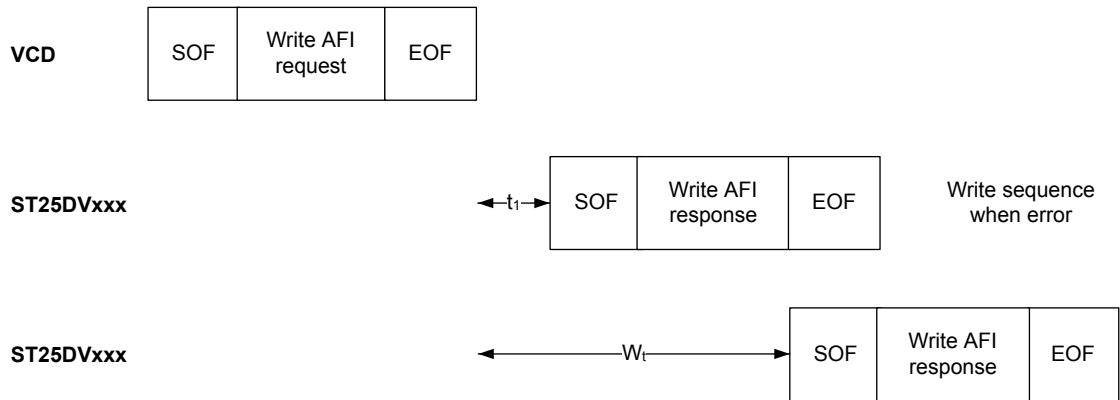 VCD
SOF
Write AFI
request
EOF
ST25DVxxx
t1
SOF
Write AFI
response
EOF
Write sequence
when error
ST25DVxxx
Wt
SOF
Write AFI
response
EOF